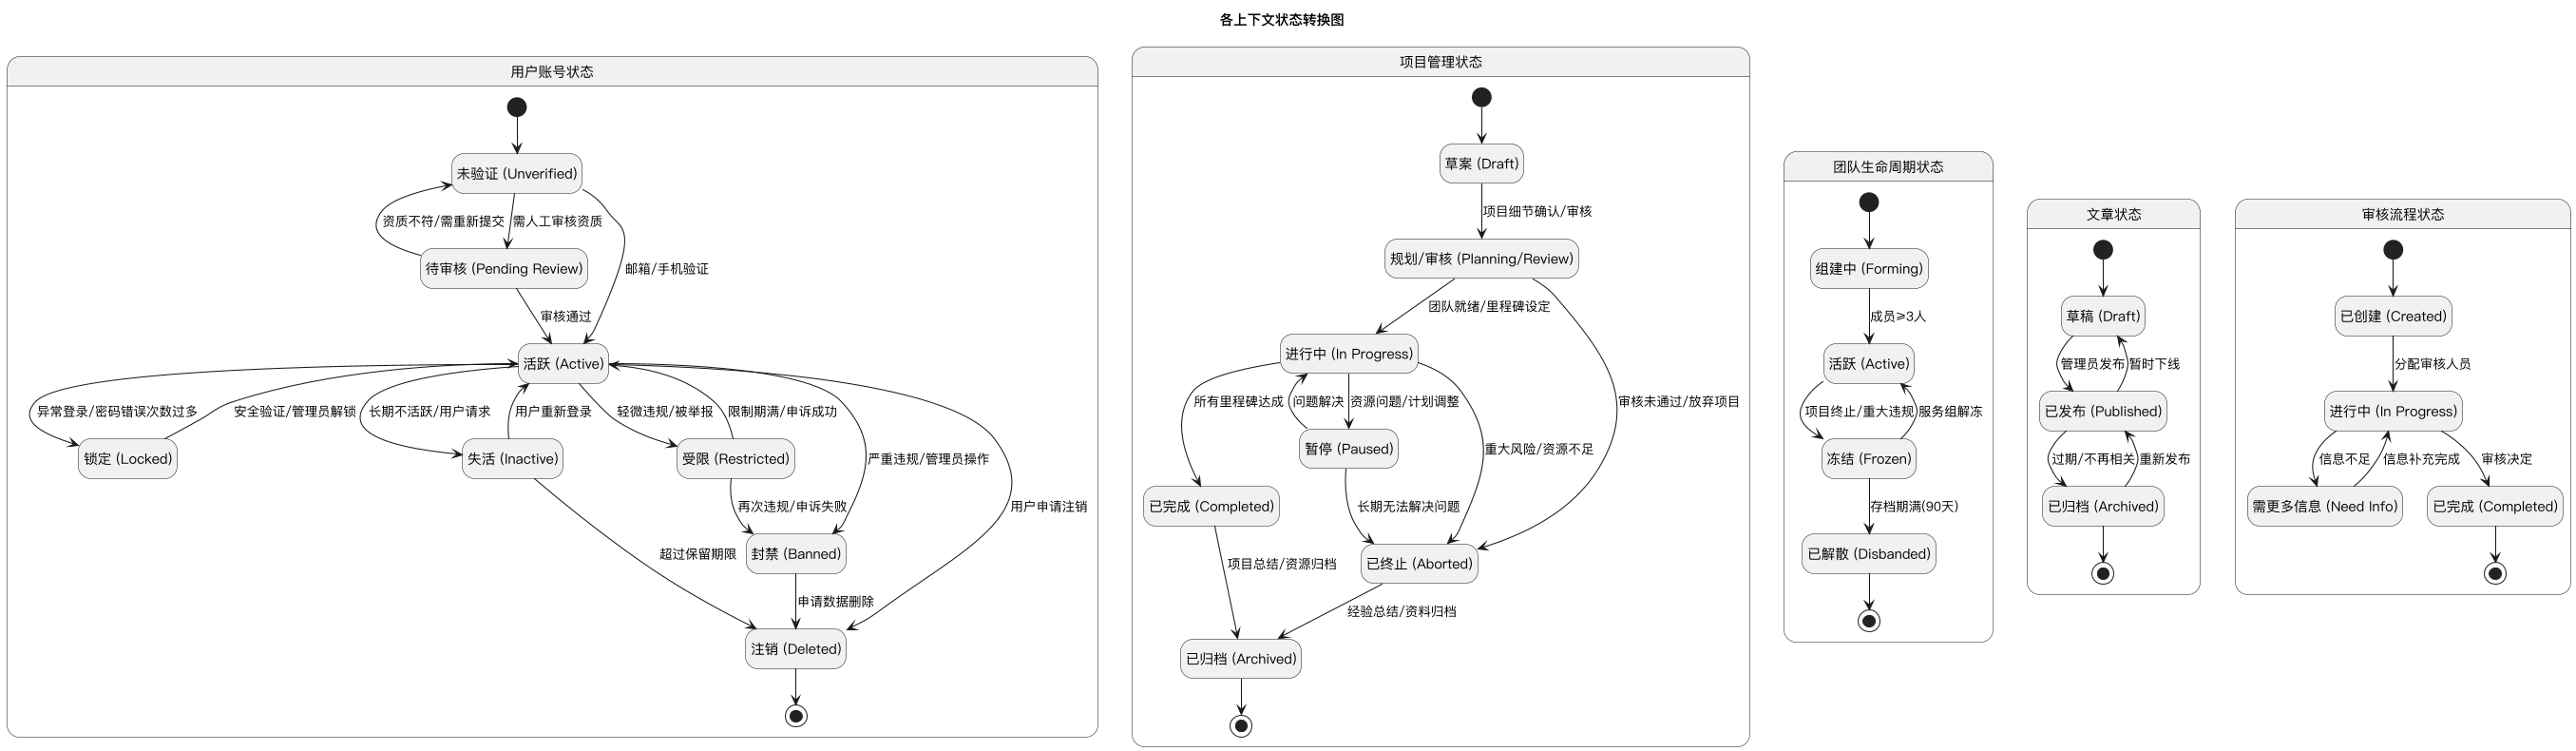 各上下文状态转换图
用户账号状态
未验证 (Unverified)
资质不符/需重新提交
需人工审核资质
待审核 (Pending Review)
邮箱/手机验证
审核通过
活跃 (Active)
异常登录/密码错误次数过多
安全验证/管理员解锁
长期不活跃/用户请求
用户重新登录
轻微违规/被举报
限制期满/申诉成功
锁定 (Locked)
失活 (Inactive)
受限 (Restricted)
严重违规/管理员操作
再次违规/申诉失败
用户申请注销
超过保留期限
封禁 (Banned)
申请数据删除
注销 (Deleted)
项目管理状态
草案 (Draft)
项目细节确认/审核
规划/审核 (Planning/Review)
团队就绪/里程碑设定
进行中 (In Progress)
所有里程碑达成
问题解决
资源问题/计划调整
审核未通过/放弃项目
暂停 (Paused)
重大风险/资源不足
已完成 (Completed)
长期无法解决问题
项目总结/资源归档
已终止 (Aborted)
经验总结/资料归档
已归档 (Archived)
团队生命周期状态
组建中 (Forming)
成员≥3人
活跃 (Active)
项目终止/重大违规
服务组解冻
冻结 (Frozen)
存档期满(90天)
已解散 (Disbanded)
文章状态
草稿 (Draft)
管理员发布
暂时下线
已发布 (Published)
过期/不再相关
重新发布
已归档 (Archived)
审核流程状态
已创建 (Created)
分配审核人员
进行中 (In Progress)
信息不足
信息补充完成
审核决定
需更多信息 (Need Info)
已完成 (Completed)